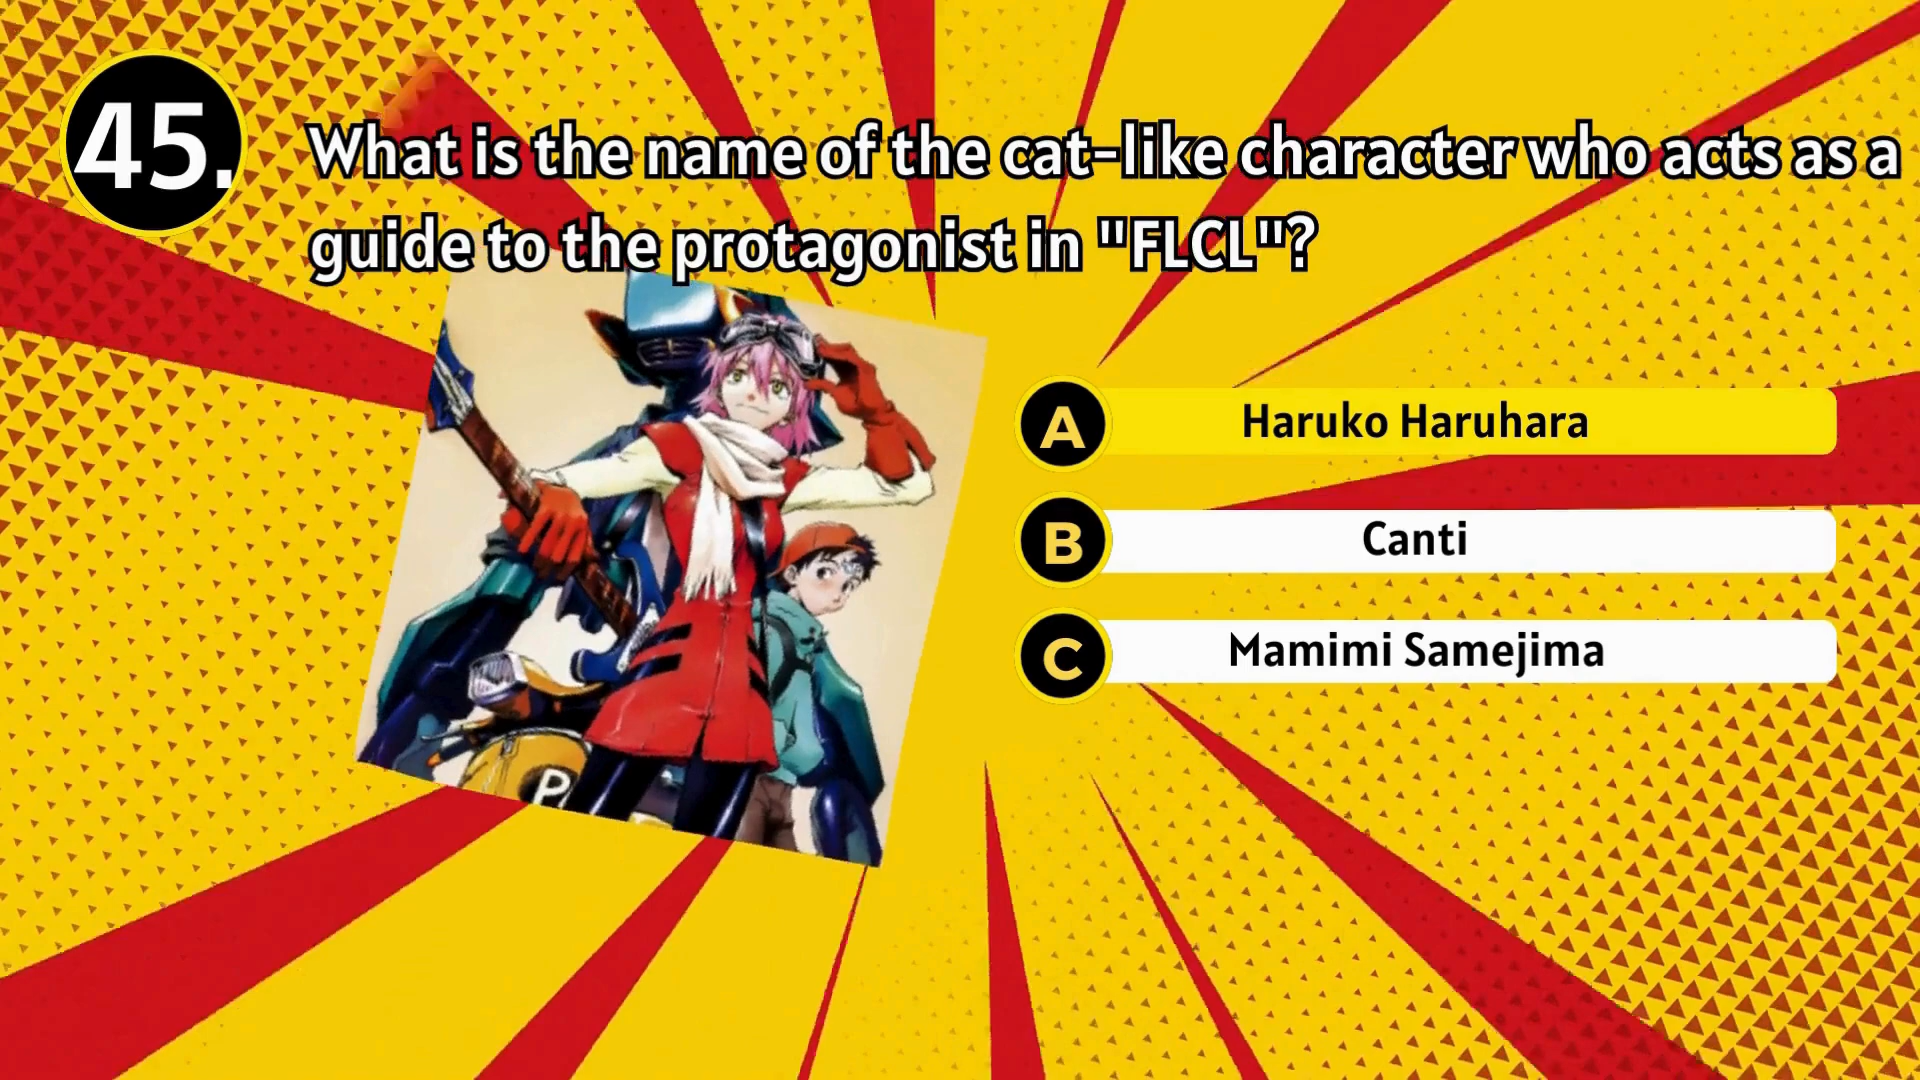 45.
What is the name of the cat-like character who acts as a
guide to the protagonist in "FLCL"?
A Haruko Haruhara
B Canti
C Mamimi Samejima
P